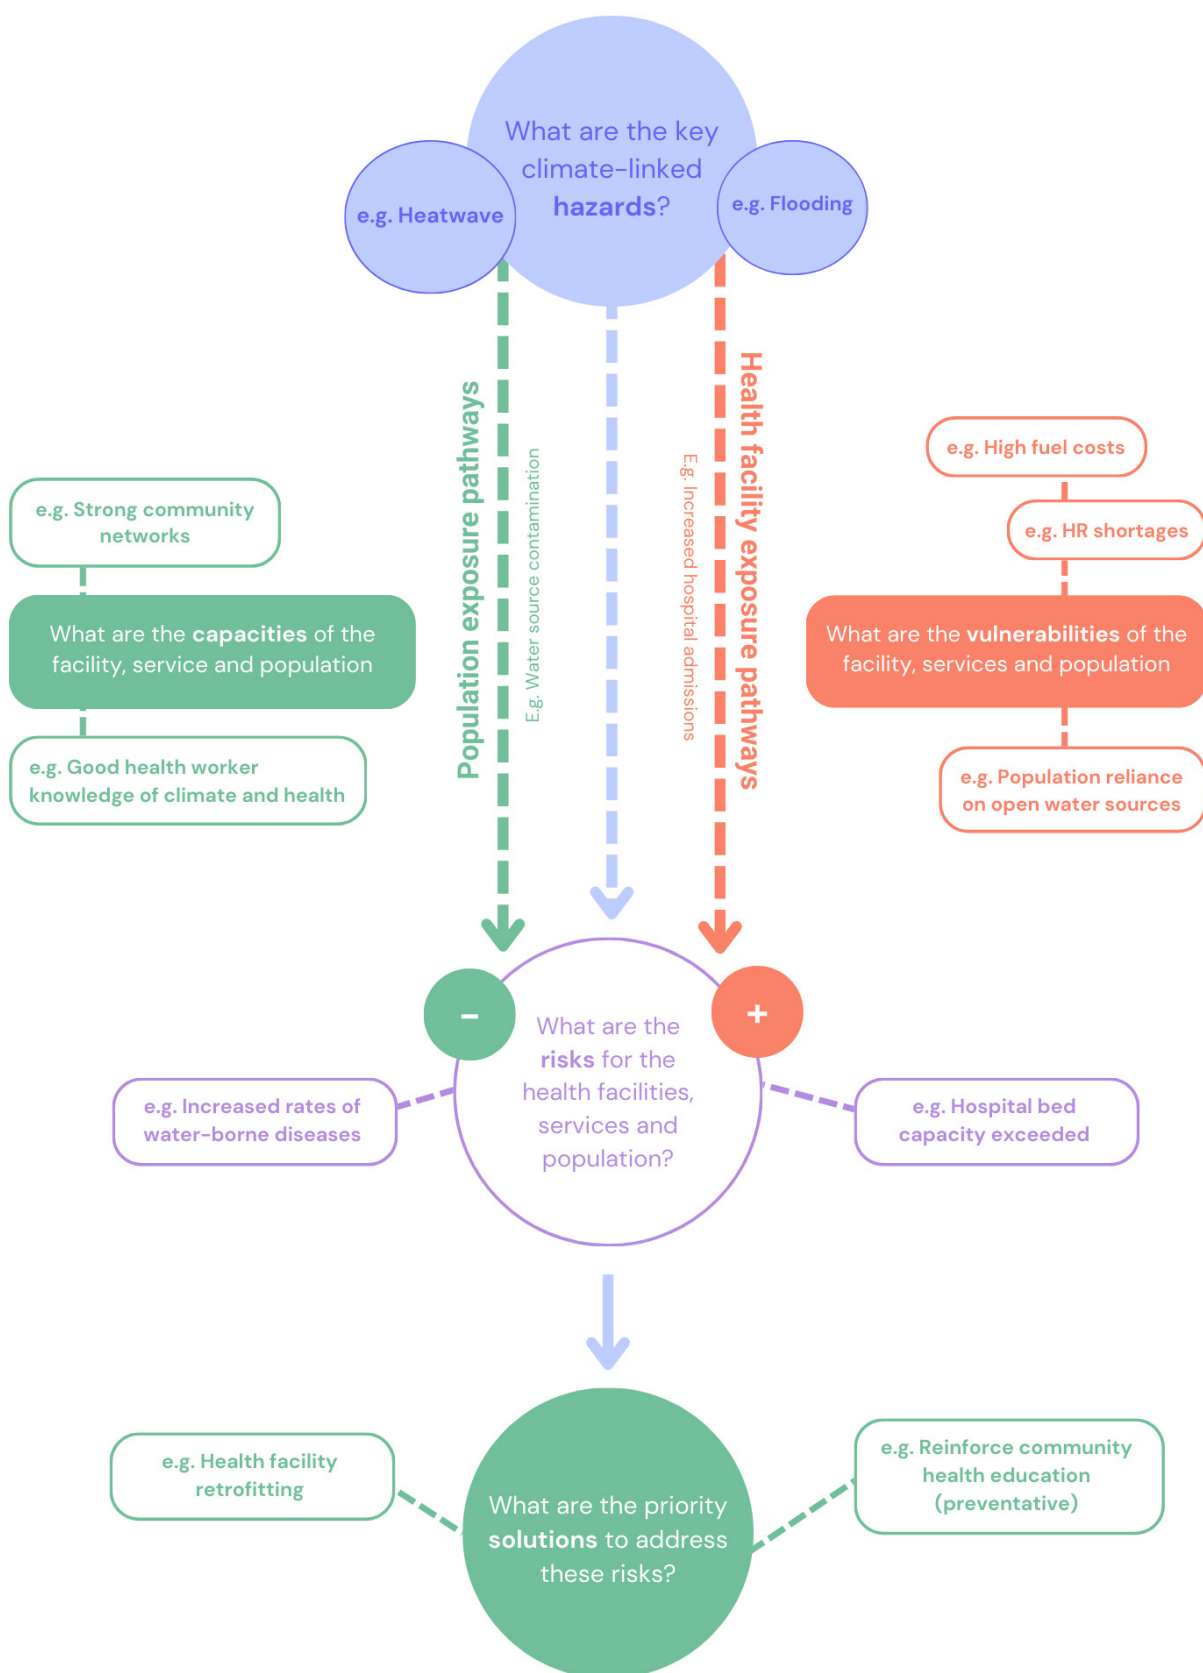 What are the key
climate-linked
hazards?
e.g. Heatwave
e.g. Flooding
Population exposure pathways
E.g. Water source contamination
Health facility exposure pathways
E.g. Increased hospital admissions
e.g. Strong community
networks
What are the capacities of the
facility, service and population
e.g. Good health worker
knowledge of climate and health
e.g. High fuel costs
e.g. HR shortages
What are the vulnerabilities of the
facility, services and population
e.g. Population reliance
on open water sources
-
+
What are the
risks for the
health facilities,
services and
population?
e.g. Increased rates of
water-borne diseases
e.g. Hospital bed
capacity exceeded
What are the priority
solutions to address
these risks?
e.g. Health facility
retrofitting
e.g. Reinforce community
health education
(preventative)